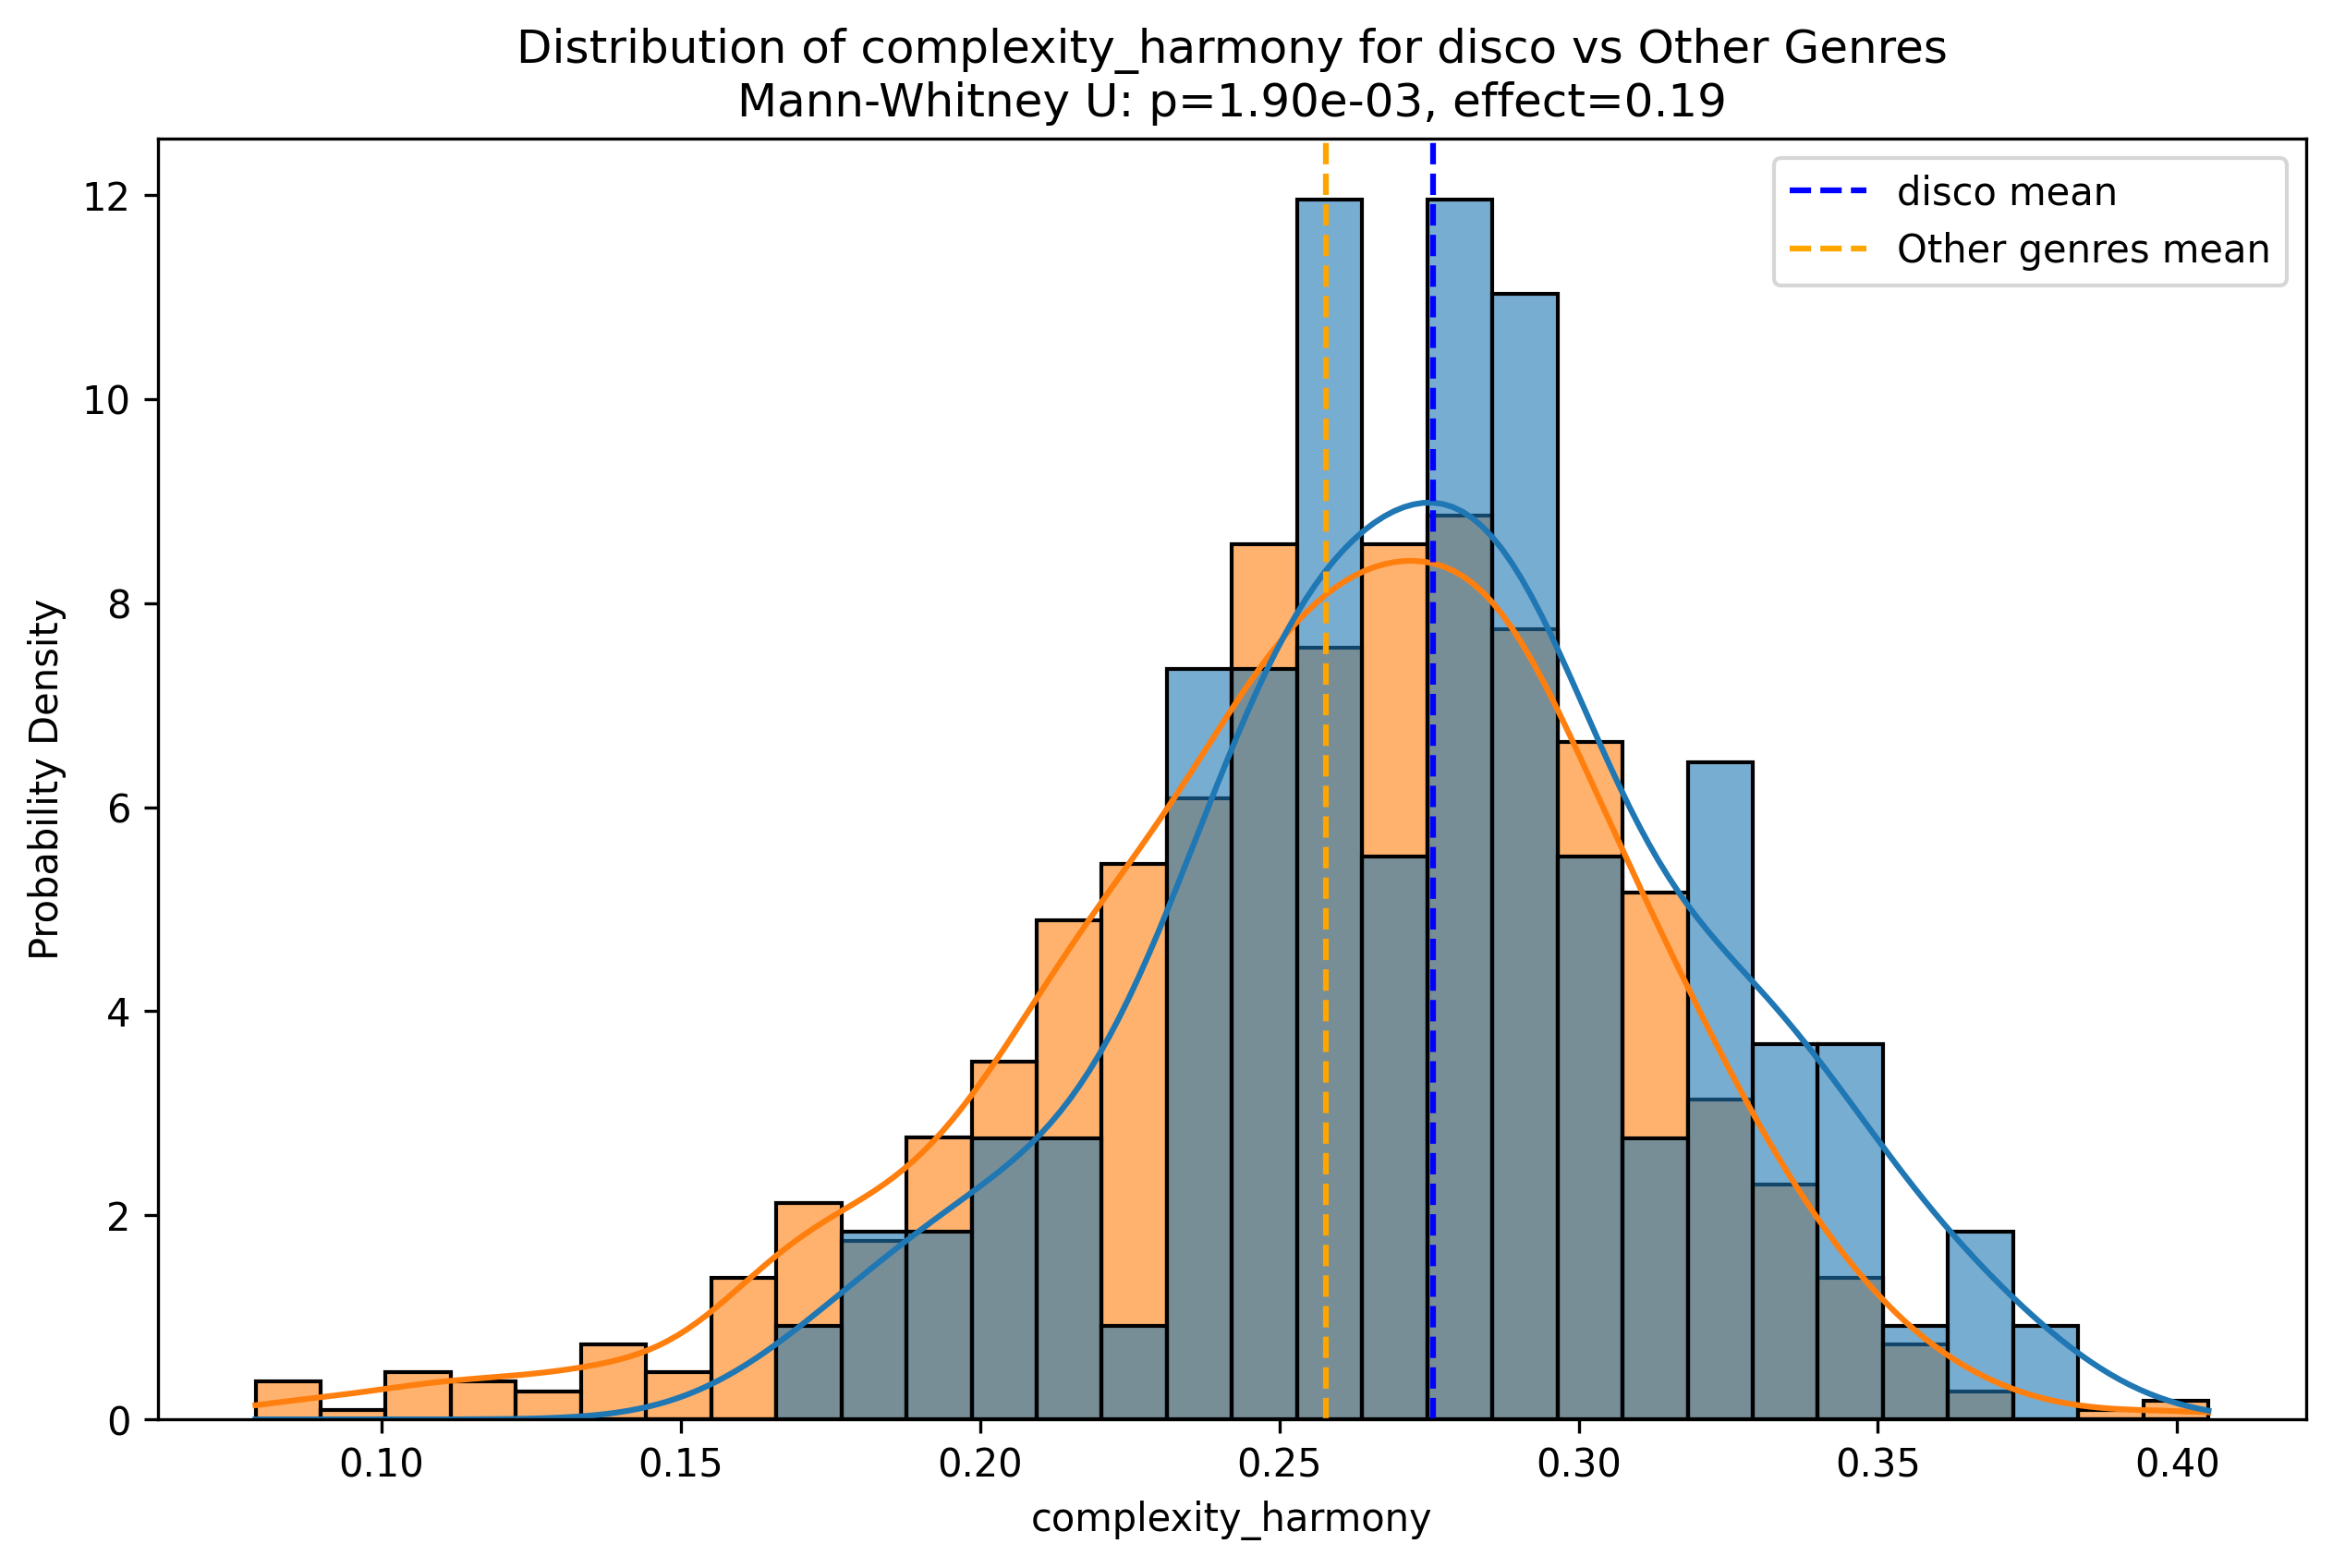 Distribution of complexity_harmony for disco vs Other Genres
Mann-Whitney U: p=1.90e-03, effect=0.19
disco mean
Other genres mean
Probability Density
12
10
8
6
4
2
0
0.10 0.15 0.20 0.25 0.30 0.35 0.40
complexity_harmony